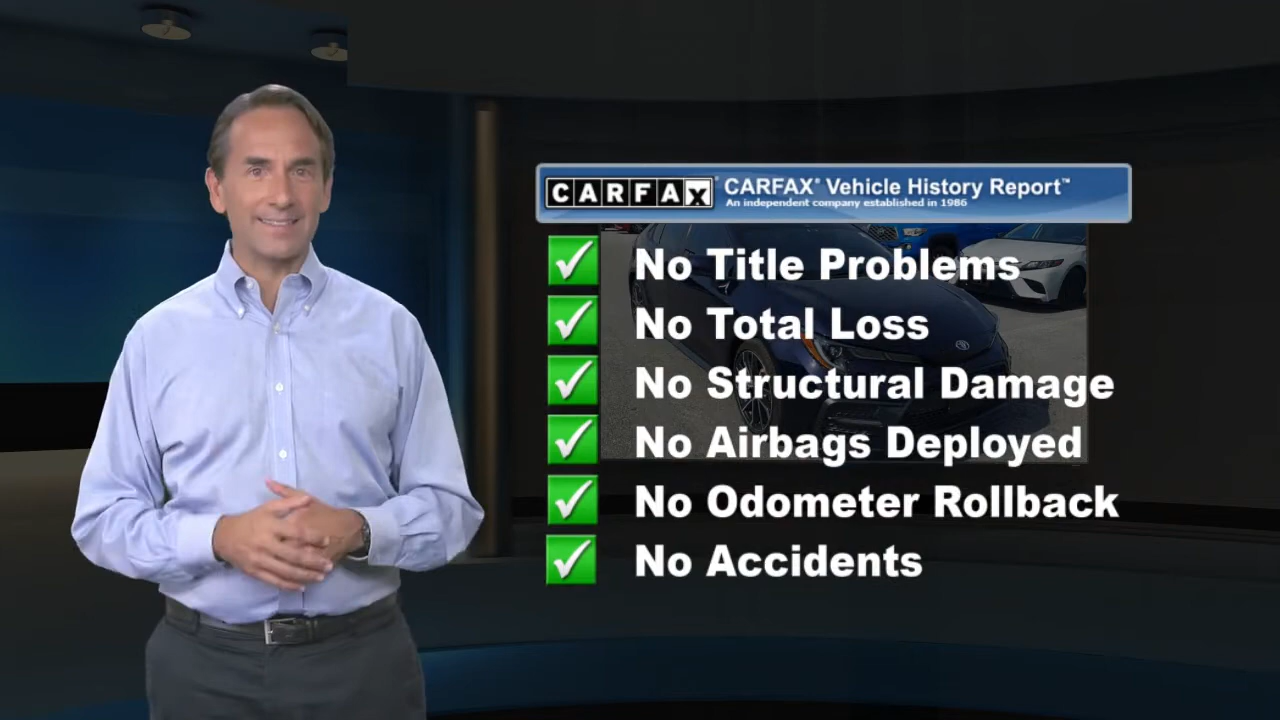 CARFAX CARFAX® Vehicle History Report™
An independent company established in 1986
No Title Problems
No Total Loss
No Structural Damage
No Airbags Deployed
No Odometer Rollback
No Accidents